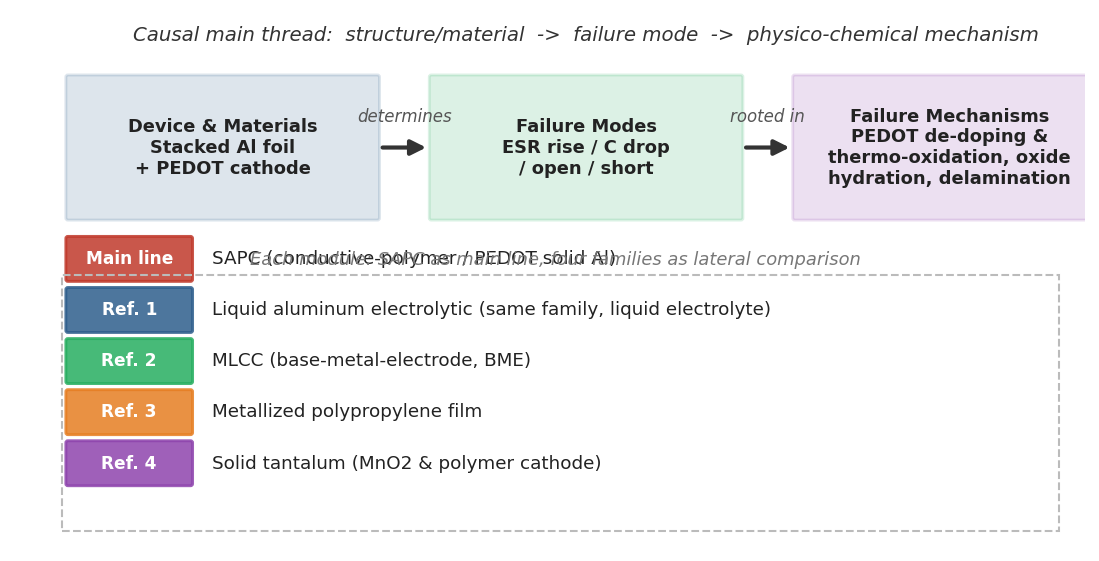 Causal main thread:  structure/material  ->  failure mode  ->  physico-chemical mechanism
determines
rooted in
Device & Materials
Stacked Al foil
+ PEDOT cathode
Failure Modes
ESR rise / C drop
/ open / short
Failure Mechanisms
PEDOT de-doping &
thermo-oxidation, oxide
hydration, delamination
Main line
SAPC (conductive-polymer / PEDOT solid Al)
Each module: SAPC as main line, four families as lateral comparison
Ref. 1
Liquid aluminum electrolytic (same family, liquid electrolyte)
Ref. 2
MLCC (base-metal-electrode, BME)
Ref. 3
Metallized polypropylene film
Ref. 4
Solid tantalum (MnO2 & polymer cathode)